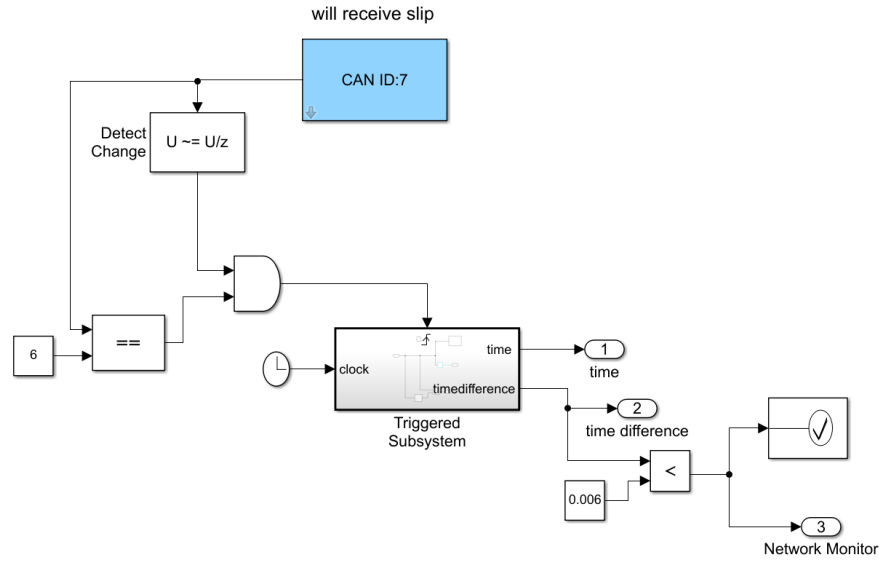 will receive slip
CAN ID:7
Detect
Change
U ~= U/z
6
==
clock
time
timedifference
Triggered
Subsystem
1
time
2
time difference
<
0.006
3
Network Monitor